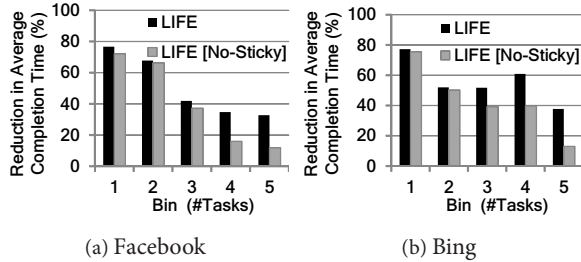 Reduction in Average
Completion Time (%)
100
80
60
40
20
0
LIFE
LIFE [No-Sticky]
1 2 3 4 5
Bin (#Tasks)
(a) Facebook
Reduction in Average
Completion Time (%)
100
80
60
40
20
0
LIFE
LIFE [No-Sticky]
1 2 3 4 5
Bin (#Tasks)
(b) Bing